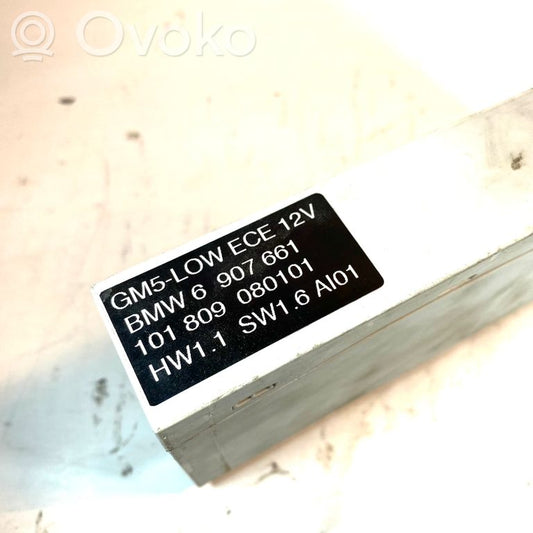 Ovoko
GM5-LOW ECE 12V
BMW 6 907 661
101 809 080101
HW1.1 SW1.6 AI01